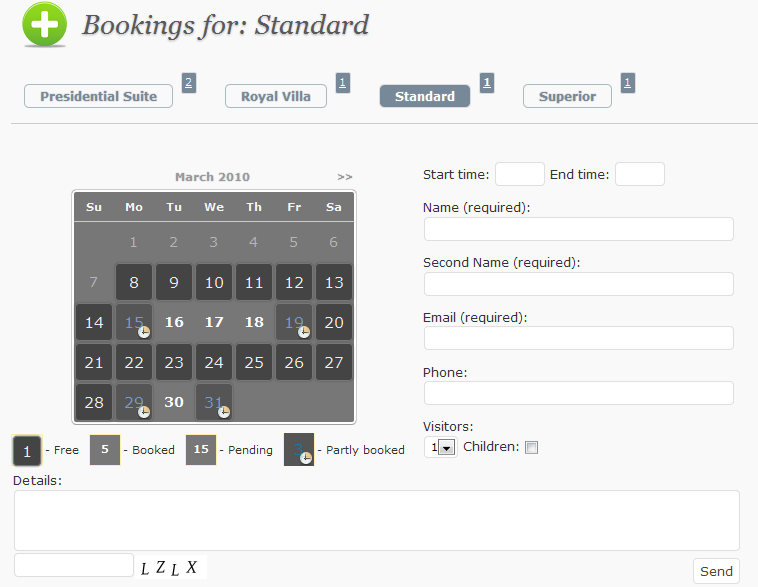 Bookings for: Standard
Presidential Suite 2 Royal Villa 1 Standard 1 Superior 1
March 2010 >>
Su Mo Tu We Th Fr Sa
1 2 3 4 5 6
7 8 9 10 11 12 13
14 15 16 17 18 19 20
21 22 23 24 25 26 27
28 29 30 31
1 - Free 5 - Booked 15 - Pending 2 - Partly booked
Start time: End time:
Name (required):
Second Name (required):
Email (required):
Phone:
Visitors:
1 Children:
Details:
L Z L X
Send